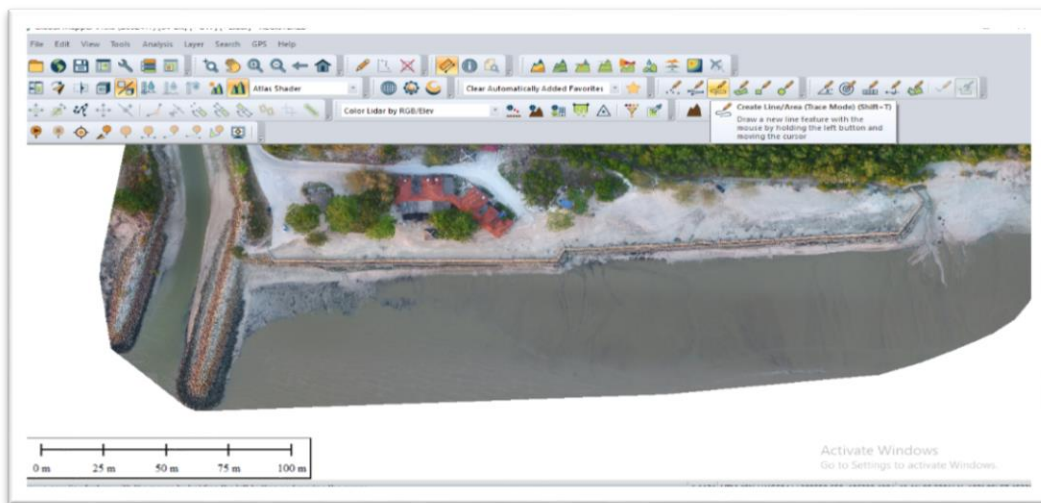 File Edit View Tools Analysis Layer Search GPS Help
Atlas Shader
Clear Automatically Added Favorites
Color Lidar by RGB/Elev
Create Line/Area (Trace Mode) (Shift+T)
Draw a new line feature with the
mouse by holding the left button and
moving the cursor
0 m 25 m 50 m 75 m 100 m
Activate Windows
Go to Settings to activate Windows.